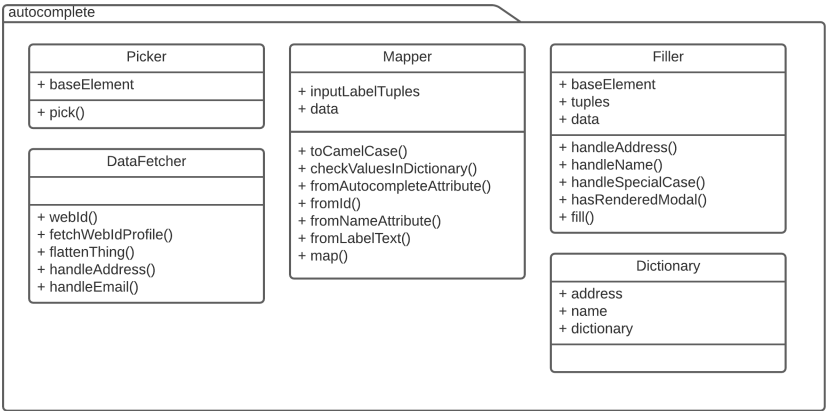 autocomplete
Picker
+ baseElement
+ pick()
DataFetcher
+ webId()
+ fetchWebIdProfile()
+ flattenThing()
+ handleAddress()
+ handleEmail()
Mapper
+ inputLabelTuples
+ data
+ toCamelCase()
+ checkValuesInDictionary()
+ fromAutocompleteAttribute()
+ fromId()
+ fromNameAttribute()
+ fromLabelText()
+ map()
Filler
+ baseElement
+ tuples
+ data
+ handleAddress()
+ handleName()
+ handleSpecialCase()
+ hasRenderedModal()
+ fill()
Dictionary
+ address
+ name
+ dictionary